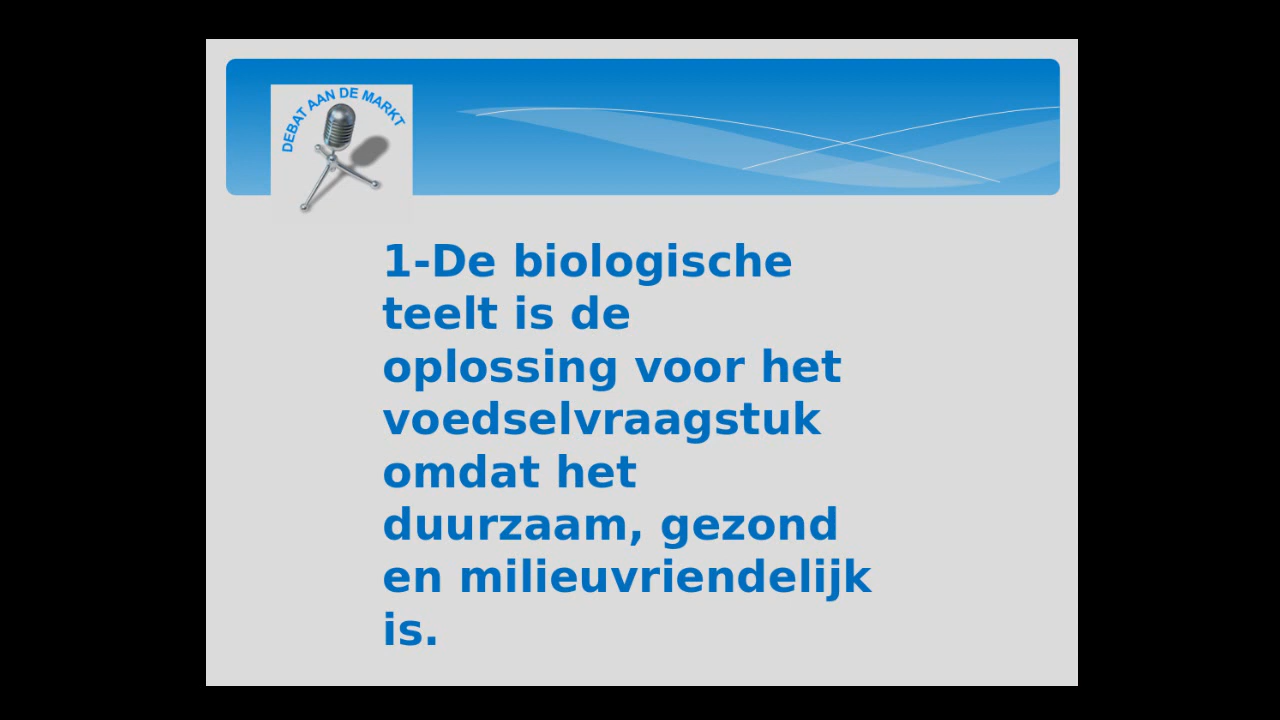 DEBAT AAN DE MARKT
1-De biologische
teelt is de
oplossing voor het
voedselvraagstuk
omdat het
duurzaam, gezond
en milieuvriendelijk
is.